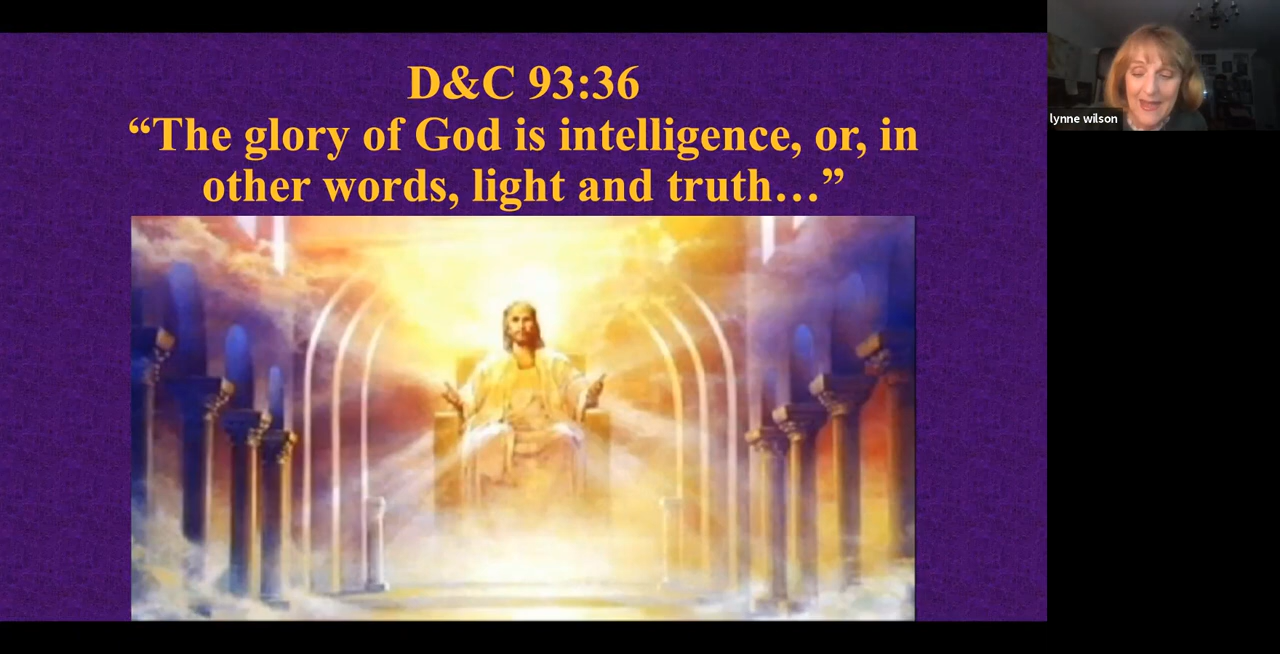 D&C 93:36
“The glory of God is intelligence, or, in
other words, light and truth…”
lynne wilson